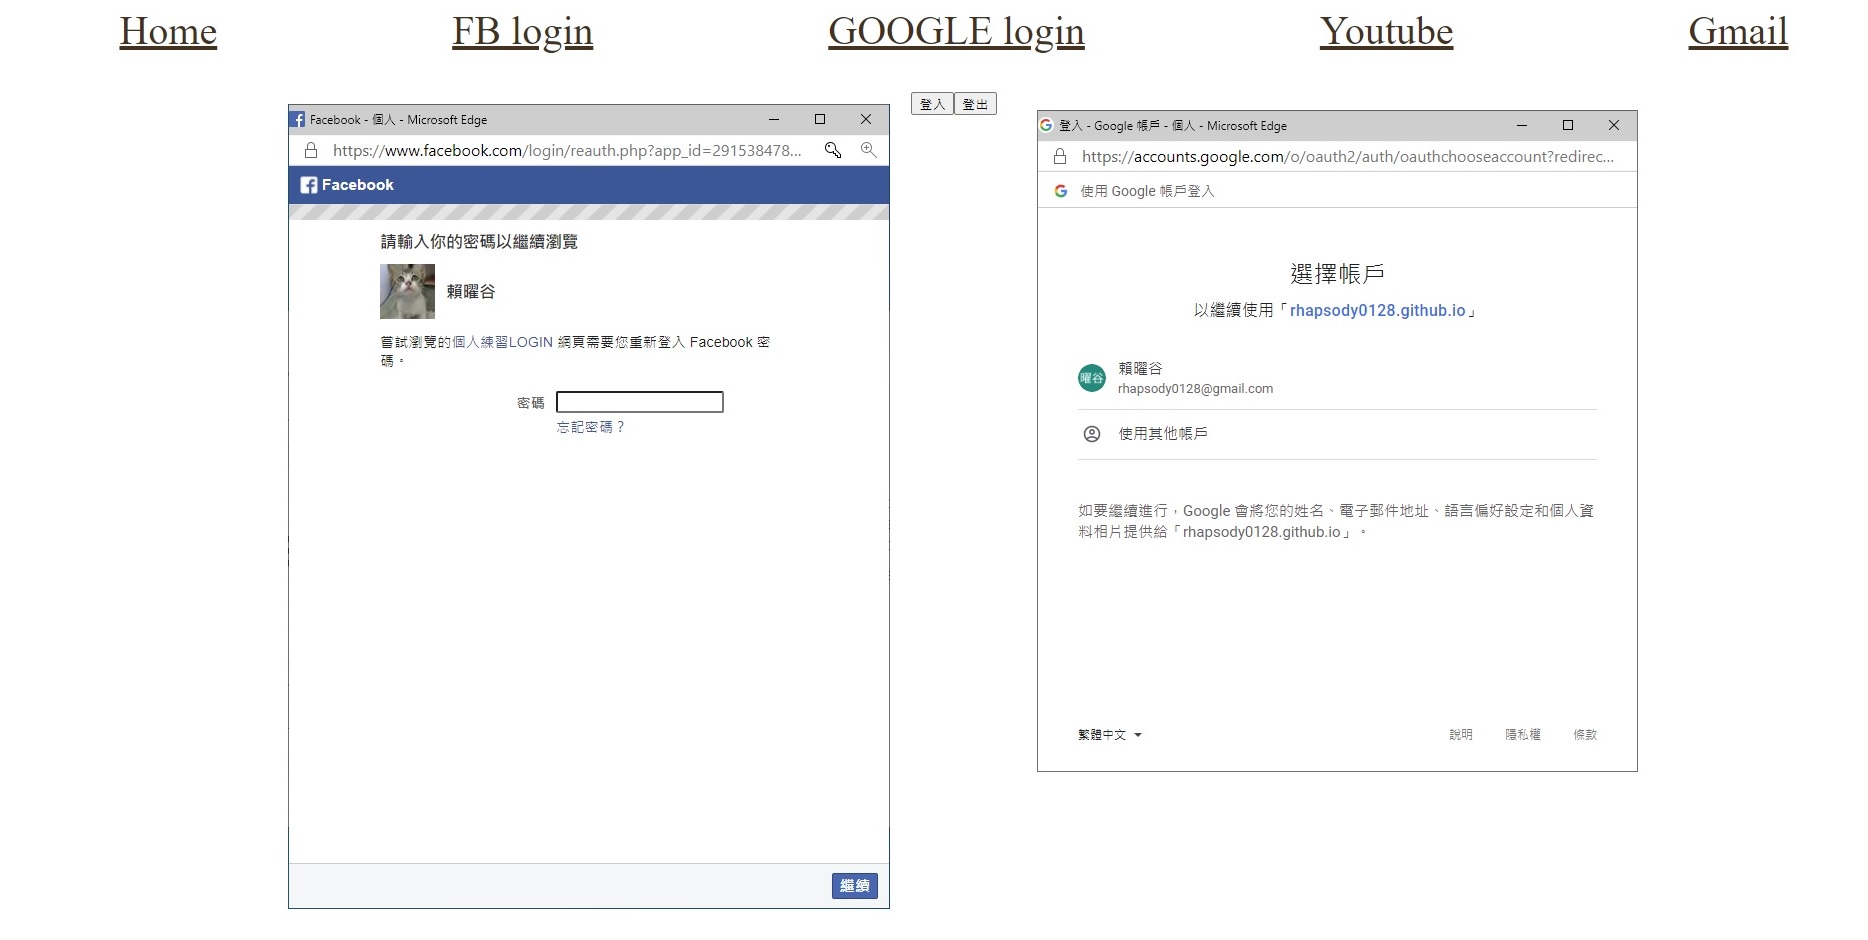 Home FB login GOOGLE login Youtube Gmail
登入 登出
Facebook - 個人 - Microsoft Edge
https://www.facebook.com/login/reauth.php?app_id=291538478...
Facebook
請輸入你的密碼以繼續瀏覽
賴曜谷
嘗試瀏覽的個人練習LOGIN 網頁需要您重新登入 Facebook 密
碼。
密碼
忘記密碼？
繼續
登入 - Google 帳戶 - 個人 - Microsoft Edge
https://accounts.google.com/o/oauth2/auth/oauthchooseaccount?redirec...
使用 Google 帳戶登入
選擇帳戶
以繼續使用「rhapsody0128.github.io」
曜谷
賴曜谷
rhapsody0128@gmail.com
使用其他帳戶
如要繼續進行，Google 會將您的姓名、電子郵件地址、語言偏好設定和個人資
料相片提供給「rhapsody0128.github.io」。
繁體中文 說明 隱私權 條款